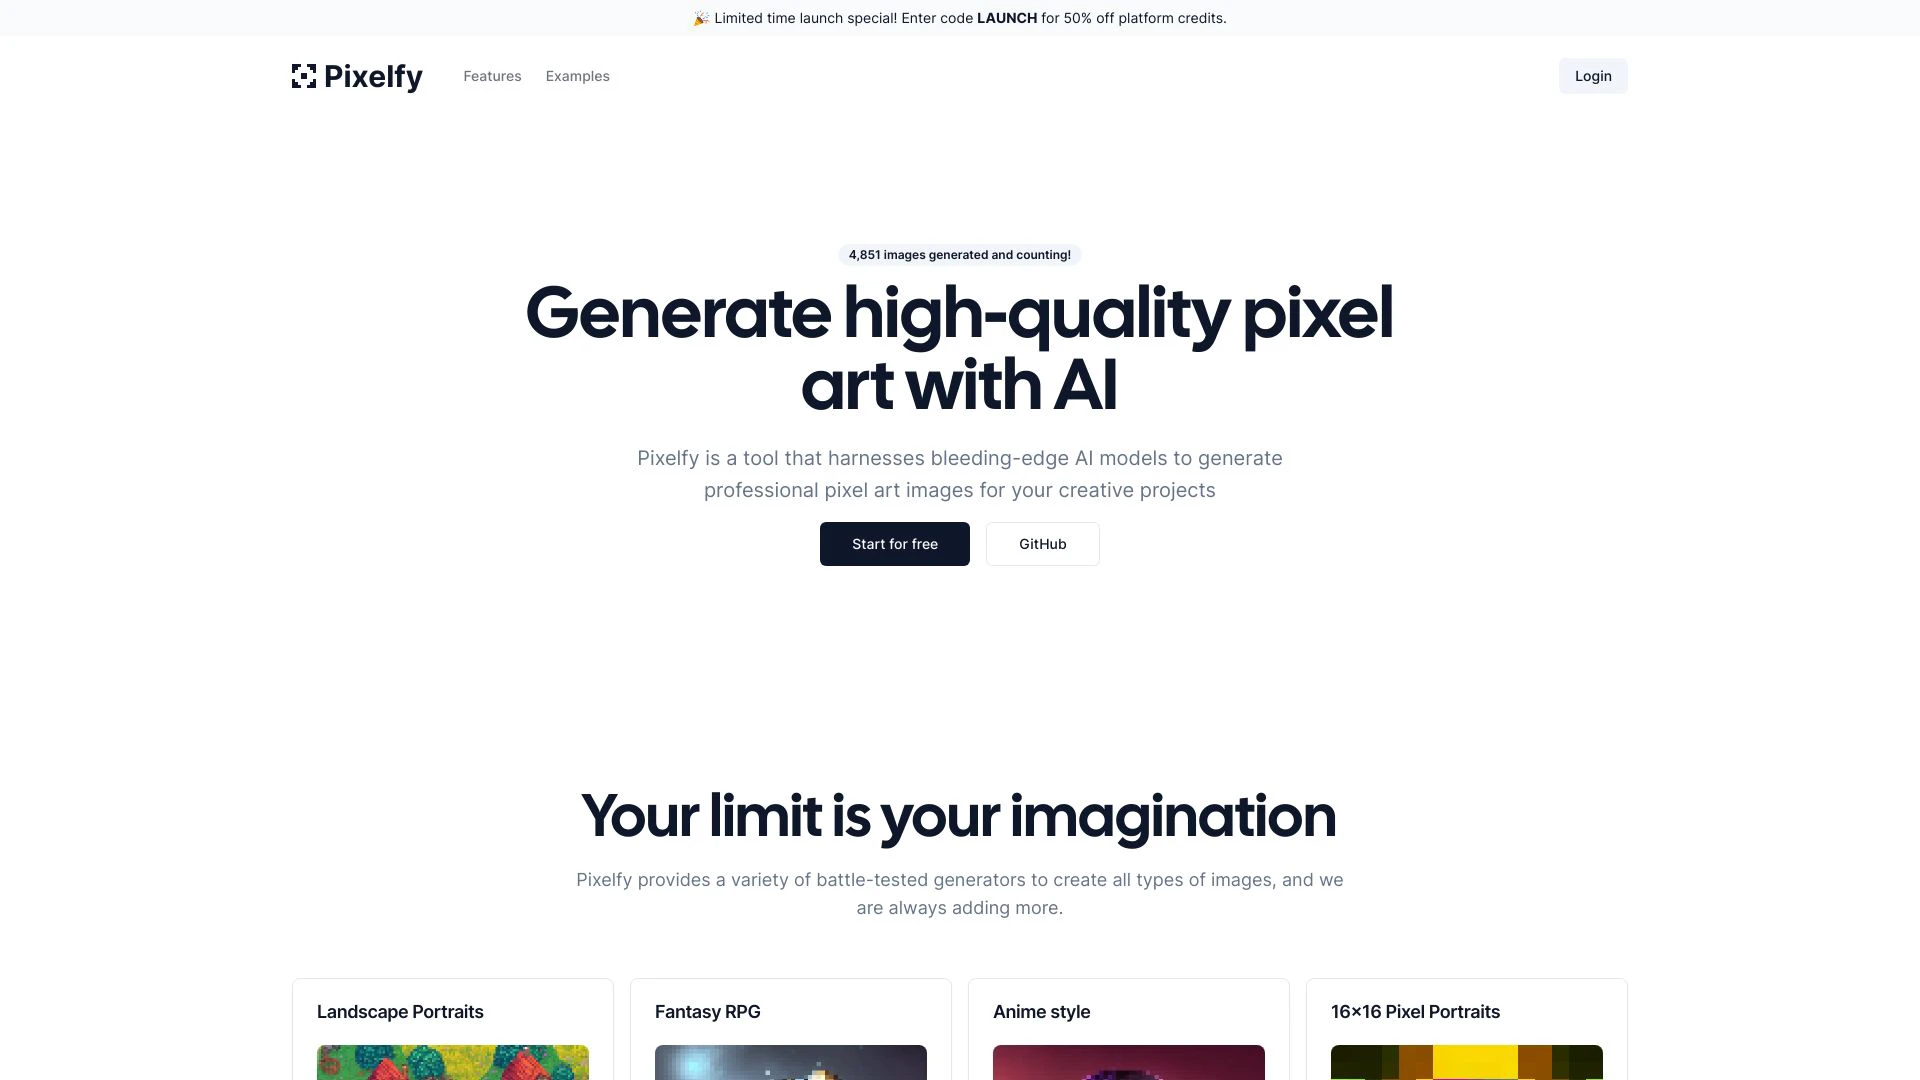 🎉 Limited time launch special! Enter code LAUNCH for 50% off platform credits.
Pixelfy
Features
Examples
Login
4,851 images generated and counting!
Generate high-quality pixel
art with AI
Pixelfy is a tool that harnesses bleeding-edge AI models to generate
professional pixel art images for your creative projects
Start for free
GitHub
Your limit is your imagination
Pixelfy provides a variety of battle-tested generators to create all types of images, and we
are always adding more.
Landscape Portraits
Fantasy RPG
Anime style
16x16 Pixel Portraits